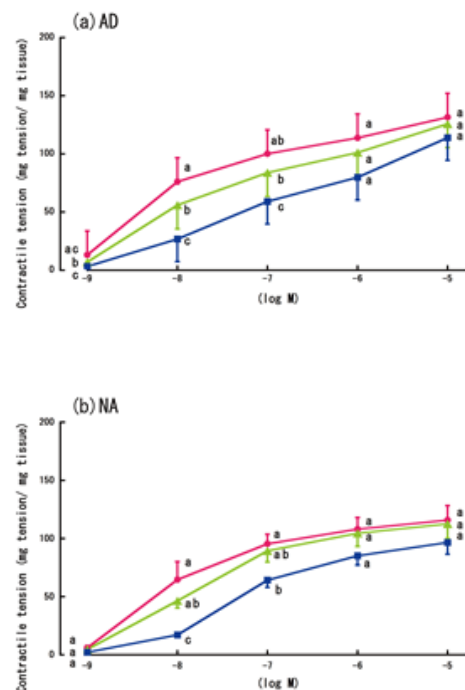 (a) AD
Contractile tension (mg tension/ mg tissue)
200
150
100
50
0
ac
b
c
a
b
c
ab
b
c
a
a
a
a
a
a
-9
-8
-7
-6
-5
(log M)
(b) NA
Contractile tension (mg tension/ mg tissue)
200
150
100
50
0
a
a
a
a
ab
c
a
ab
b
a
a
a
a
a
a
-9
-8
-7
-6
-5
(log M)